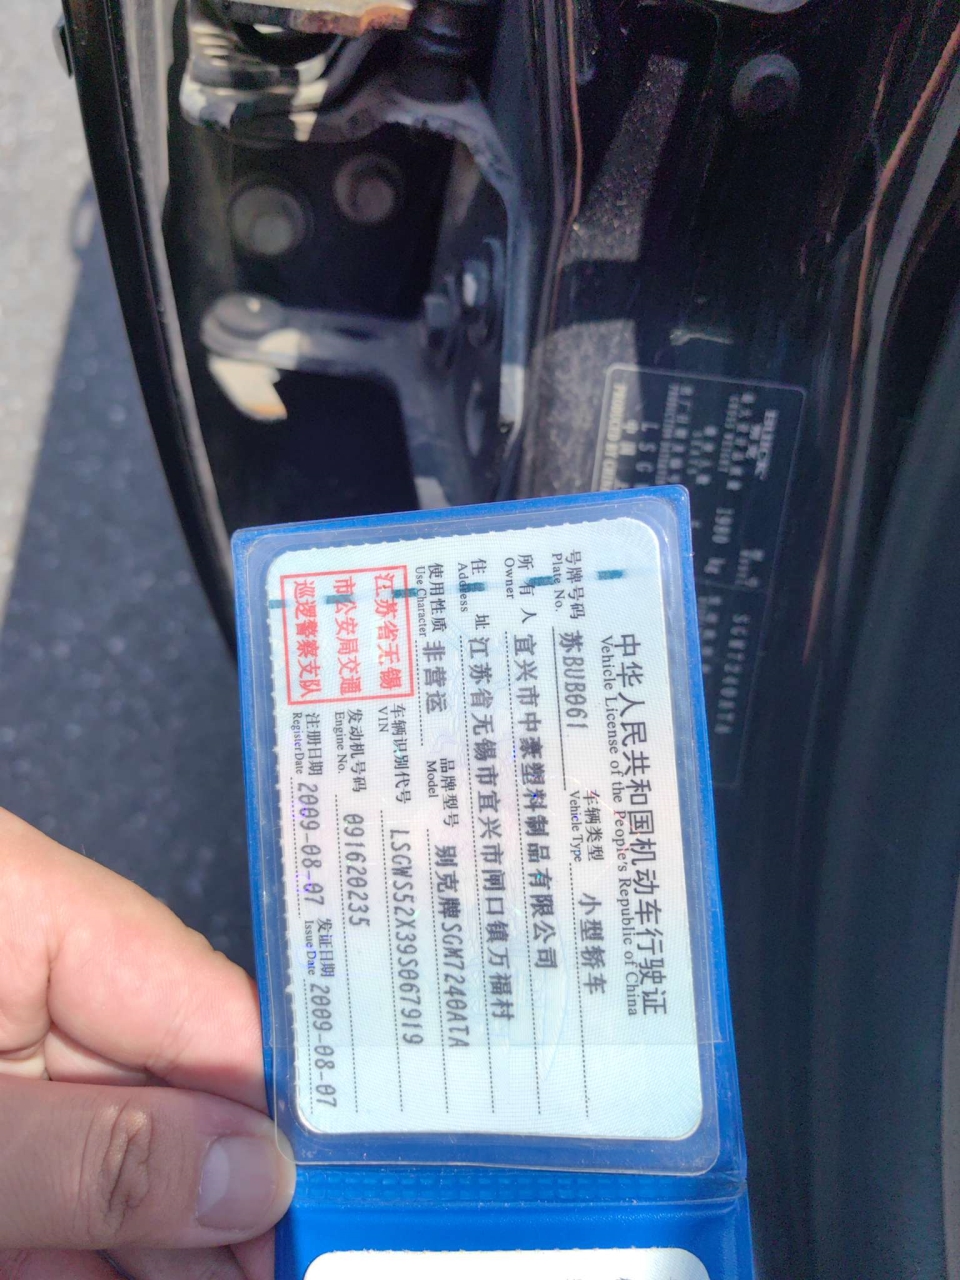 中华人民共和国机动车行驶证
Vehicle License of the People's Republic of China
号牌号码 苏BUB061 车辆类型 小型轿车
Plate No. Vehicle Type
所有人 宜兴市中豪塑料制品有限公司
Owner
住址 江苏省无锡市宜兴市闸口镇万福村
Address
使用性质 非营运 品牌型号 别克牌SGM7240ATA
Use Character Model
江苏省无锡
市公安局交通
巡逻警察支队
车辆识别代号 LSGWS52X39S067919
VIN
发动机号码 091620235
Engine No.
注册日期 2009-08-07 发证日期 2009-08-07
Register Date Issue Date
BUICK
1980 kg
SGM7240ATA
中国
LSG
PRODUCED BY